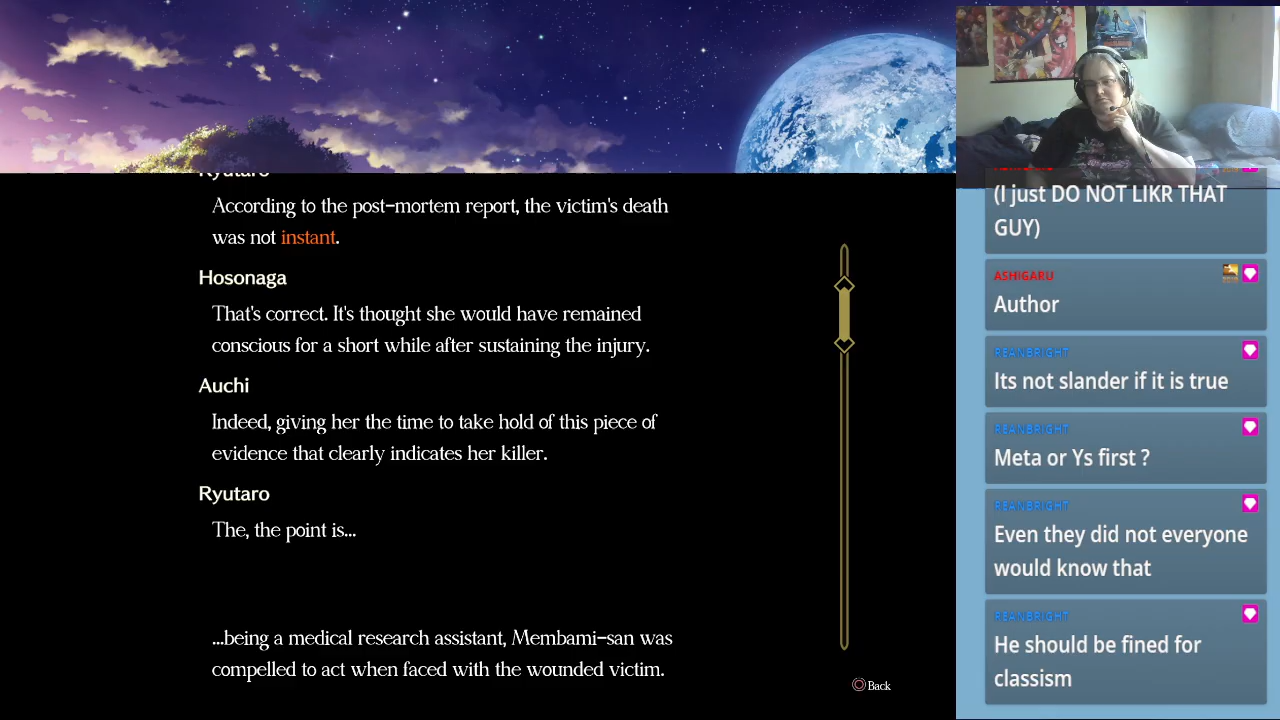 Ryutaro
According to the post-mortem report, the victim's death
was not instant.
Hosonaga
That's correct. It's thought she would have remained
conscious for a short while after sustaining the injury.
Auchi
Indeed, giving her the time to take hold of this piece of
evidence that clearly indicates her killer.
Ryutaro
The, the point is...
...being a medical research assistant, Membami-san was
compelled to act when faced with the wounded victim.
Back
(I just DO NOT LIKR THAT
GUY)
ASHIGARU
Author
REANBRIGHT
Its not slander if it is true
REANBRIGHT
Meta or Ys first ?
REANBRIGHT
Even they did not everyone
would know that
REANBRIGHT
He should be fined for
classism